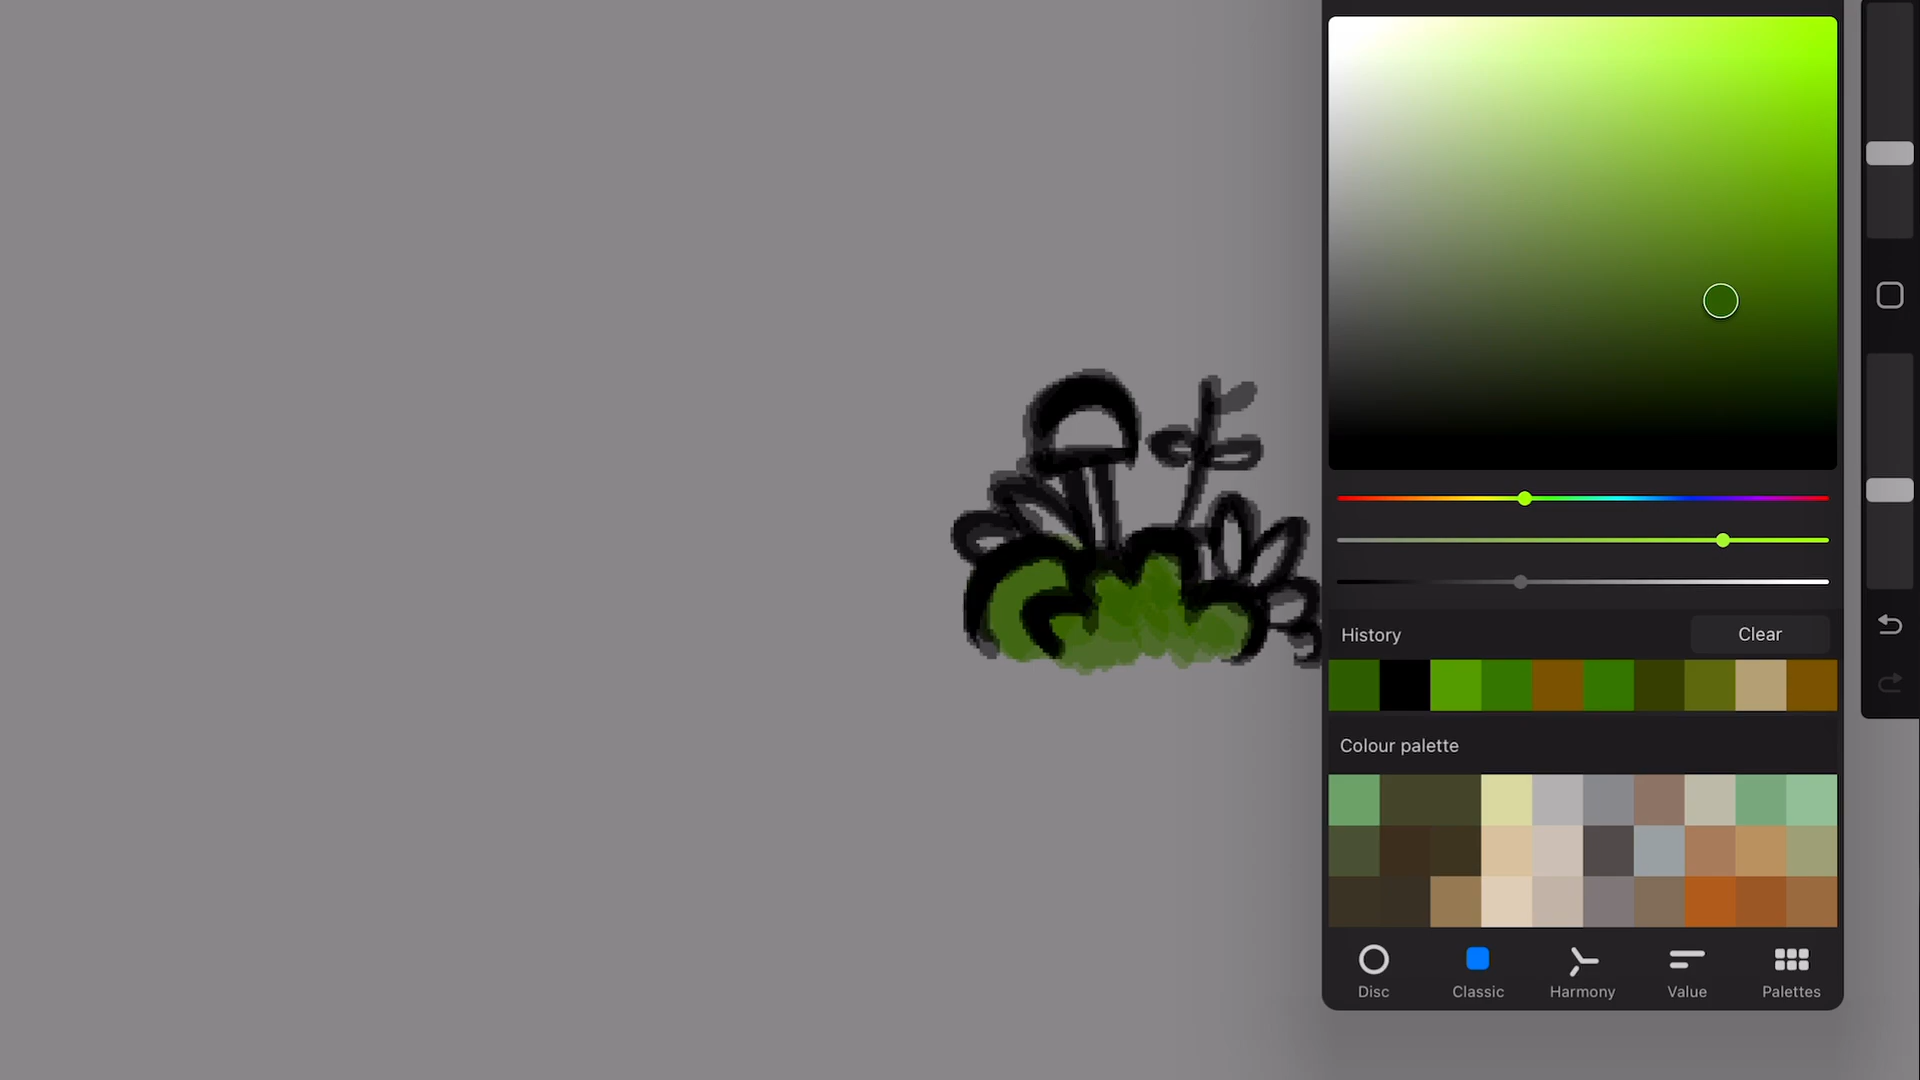 History
Clear
Colour palette
Disc
Classic
Harmony
Value
Palettes